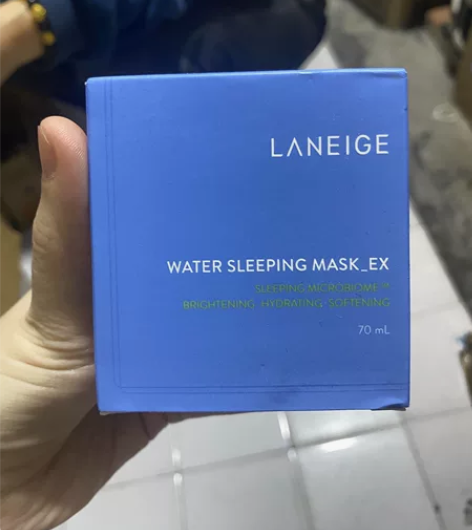 LANEIGE
WATER SLEEPING MASK_EX
SLEEPING MICROBIOME™
BRIGHTENING·HYDRATING·SOFTENING
70 mL